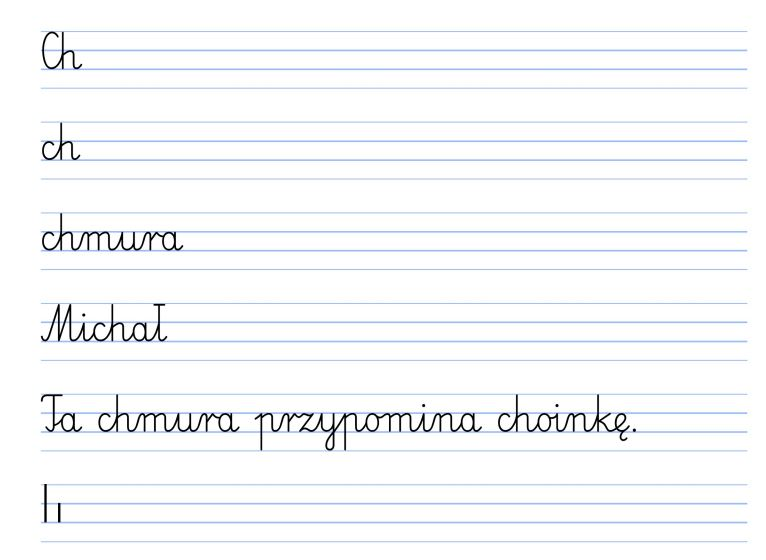 Ch
ch
chmura
Michał
Ta chmura przypomina choinkę.